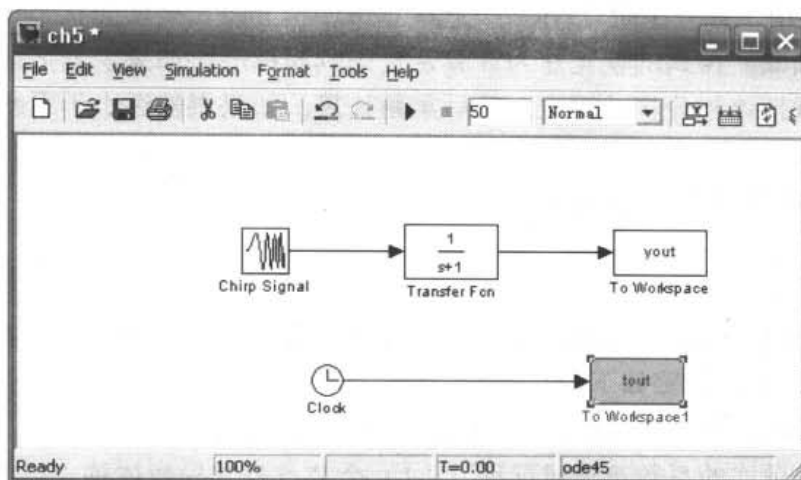 ch5 *
File Edit View Simulation Format Tools Help
50 Normal
1
s+1
yout
Chirp Signal Transfer Fcn To Workspace
tout
Clock To Workspace1
Ready 100% T=0.00 ode45